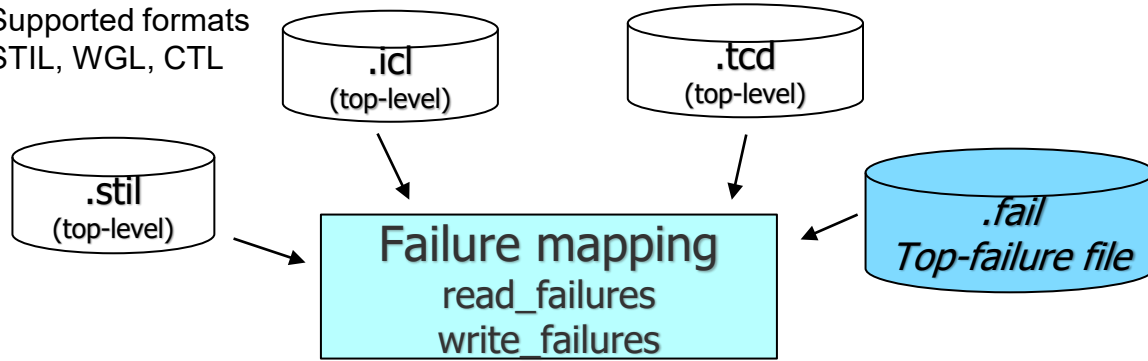 Supported formats
STIL, WGL, CTL
.icl
(top-level)
.tcd
(top-level)
.stil
(top-level)
.fail
Top-failure file
Failure mapping
read_failures
write_failures